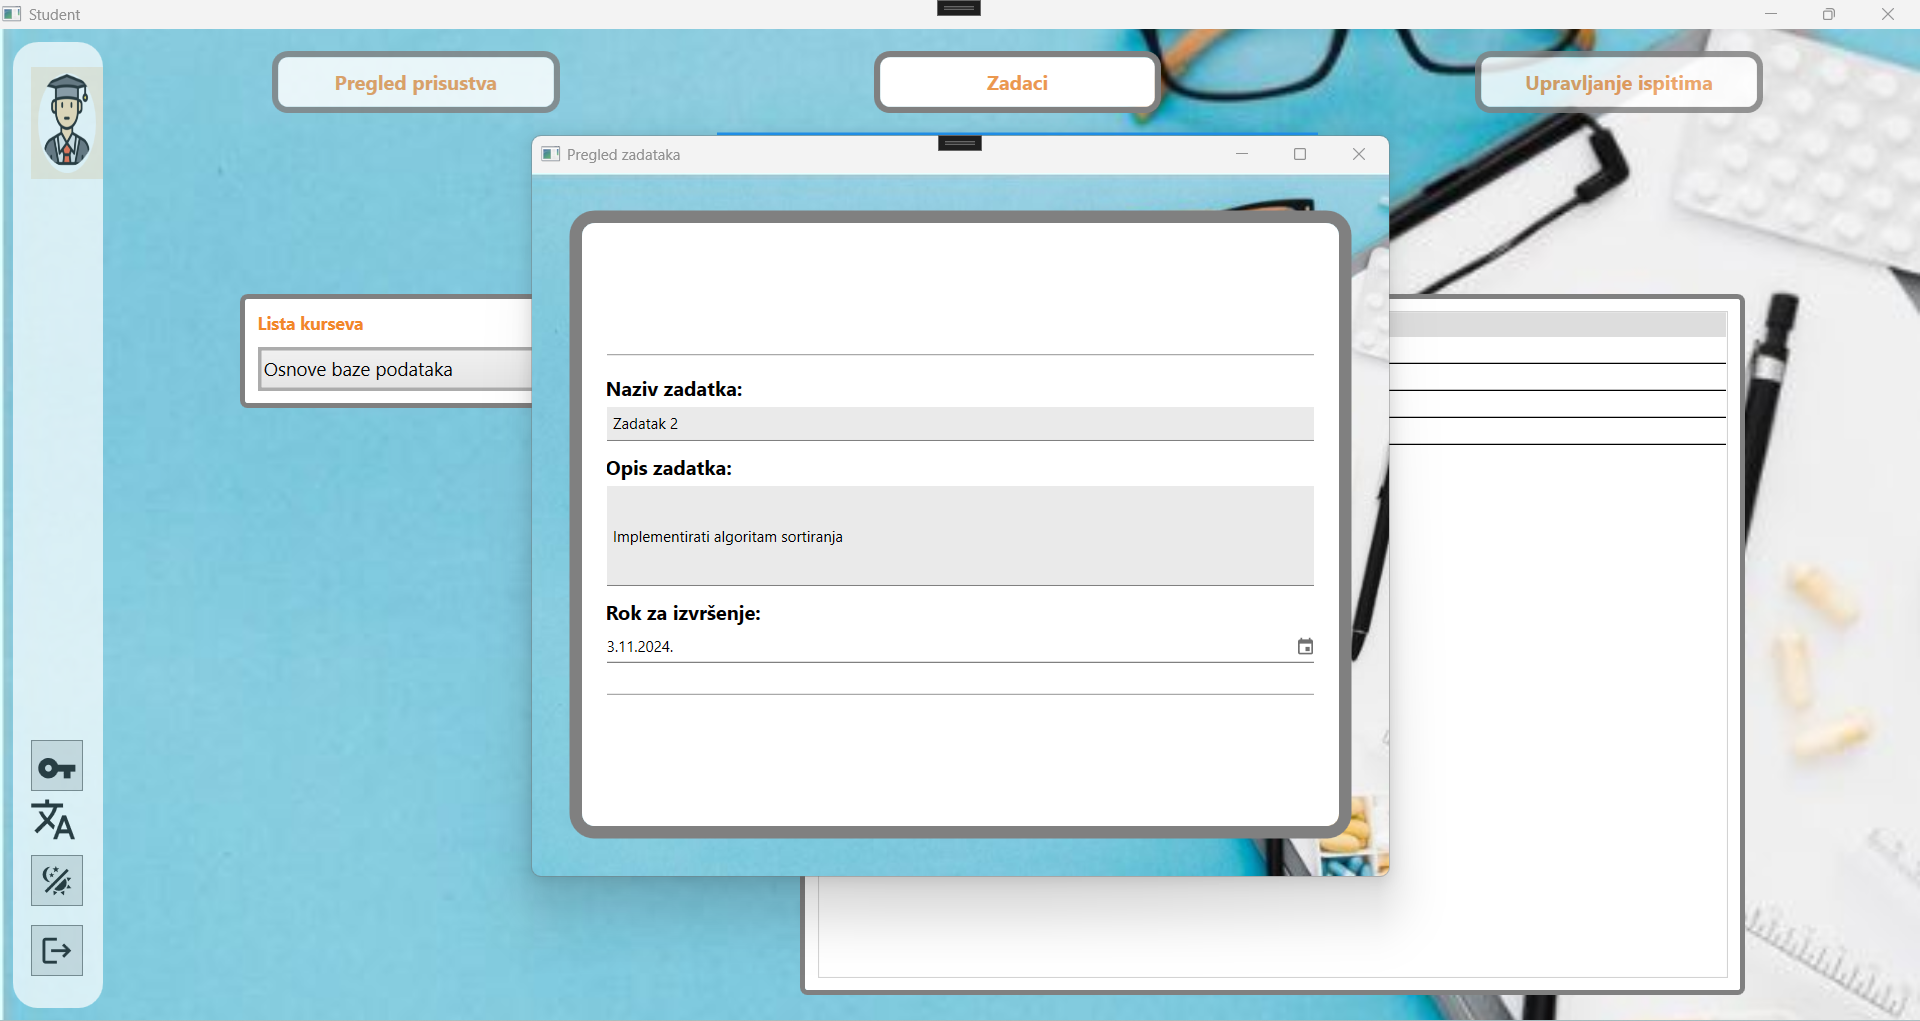 Student
Pregled prisustva
Zadaci
Upravljanje ispitima
Pregled zadataka
Lista kurseva
Osnove baze podataka
Naziv zadatka:
Zadatak 2
Opis zadatka:
Implementirati algoritam sortiranja
Rok za izvršenje:
3.11.2024.